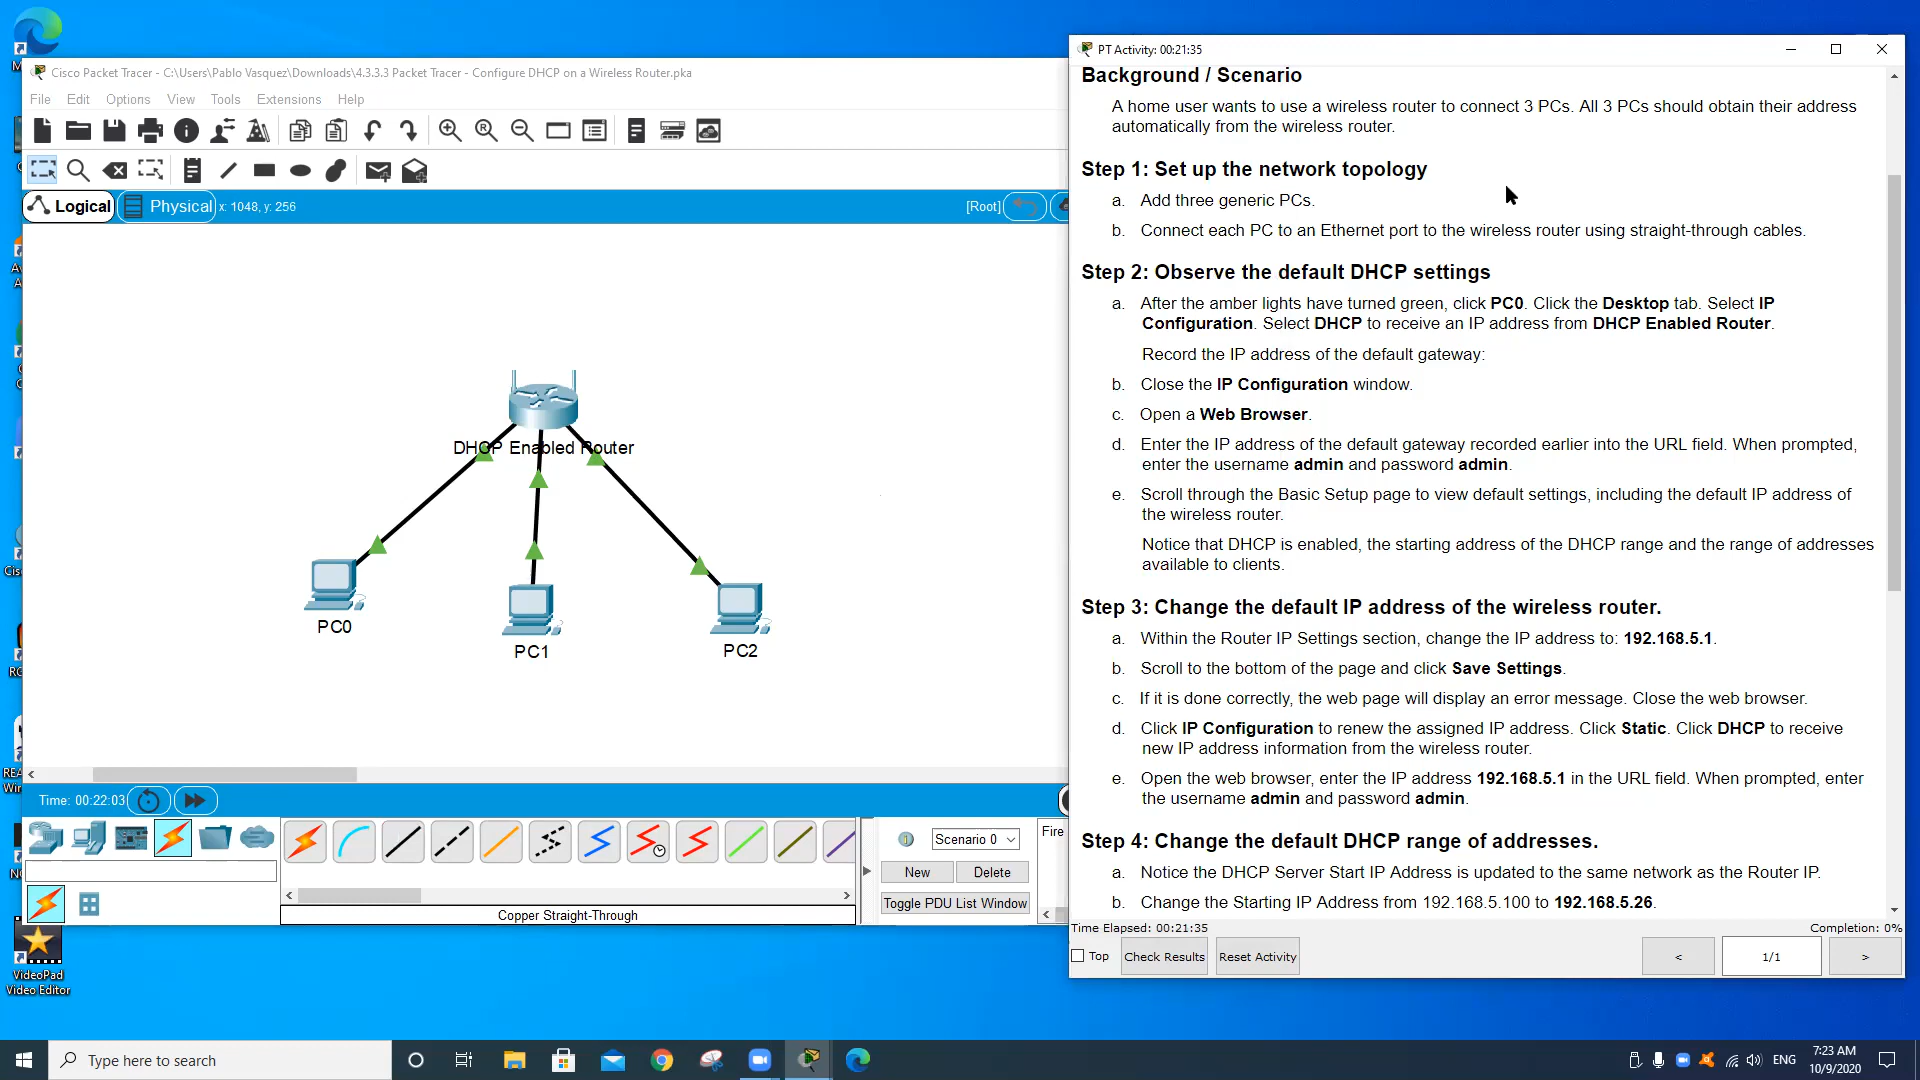 PT Activity: 00:21:35
Cisco Packet Tracer - C:\Users\Pablo Vasquez\Downloads\4.3.3.3 Packet Tracer - Configure DHCP on a Wireless Router.pka
File Edit Options View Tools Extensions Help
Logical Physical x: 1048, y: 256 [Root]
DHCP Enabled Router
PC0
PC1
PC2
Time: 00:22:03
Scenario 0
Fire
New Delete
Toggle PDU List Window
Copper Straight-Through
Background / Scenario
A home user wants to use a wireless router to connect 3 PCs. All 3 PCs should obtain their address
automatically from the wireless router.
Step 1: Set up the network topology
a. Add three generic PCs.
b. Connect each PC to an Ethernet port to the wireless router using straight-through cables.
Step 2: Observe the default DHCP settings
a. After the amber lights have turned green, click PC0. Click the Desktop tab. Select IP
Configuration. Select DHCP to receive an IP address from DHCP Enabled Router.
Record the IP address of the default gateway:
b. Close the IP Configuration window.
c. Open a Web Browser.
d. Enter the IP address of the default gateway recorded earlier into the URL field. When prompted,
enter the username admin and password admin.
e. Scroll through the Basic Setup page to view default settings, including the default IP address of
the wireless router.
Notice that DHCP is enabled, the starting address of the DHCP range and the range of addresses
available to clients.
Step 3: Change the default IP address of the wireless router.
a. Within the Router IP Settings section, change the IP address to: 192.168.5.1.
b. Scroll to the bottom of the page and click Save Settings.
c. If it is done correctly, the web page will display an error message. Close the web browser.
d. Click IP Configuration to renew the assigned IP address. Click Static. Click DHCP to receive
new IP address information from the wireless router.
e. Open the web browser, enter the IP address 192.168.5.1 in the URL field. When prompted, enter
the username admin and password admin.
Step 4: Change the default DHCP range of addresses.
a. Notice the DHCP Server Start IP Address is updated to the same network as the Router IP.
b. Change the Starting IP Address from 192.168.5.100 to 192.168.5.26.
Time Elapsed: 00:21:35 Completion: 0%
Top Check Results Reset Activity < 1/1 >
VideoPad
Video Editor
Type here to search
ENG
7:23 AM
10/9/2020